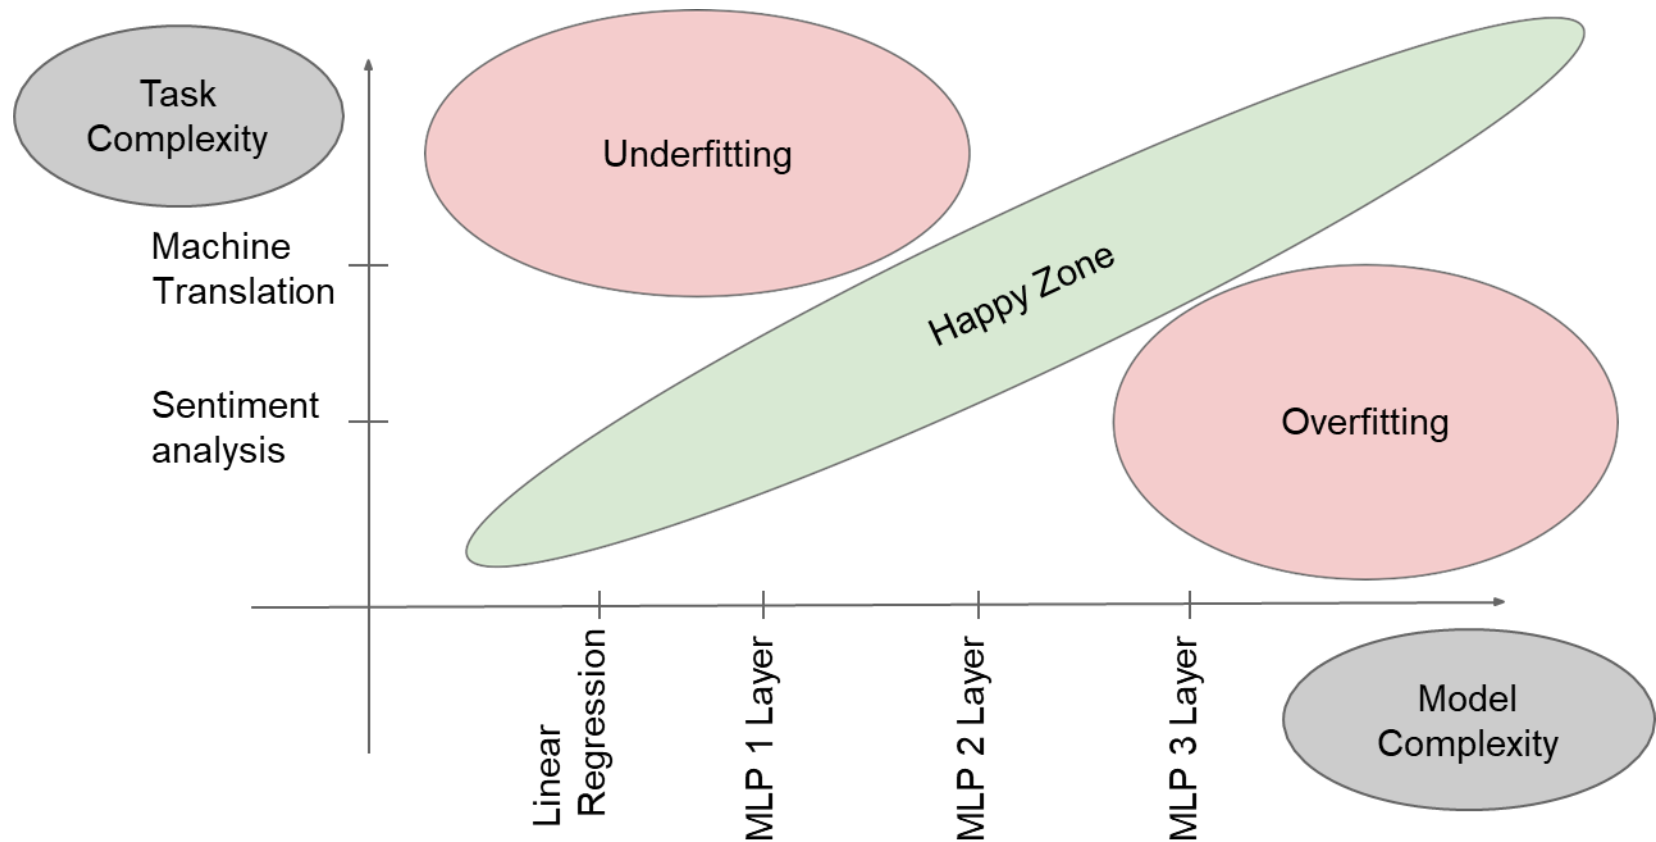 Task
Complexity
Underfitting
Machine
Translation
Happy Zone
Sentiment
analysis
Overfitting
Linear
Regression
MLP 1 Layer
MLP 2 Layer
MLP 3 Layer
Model
Complexity